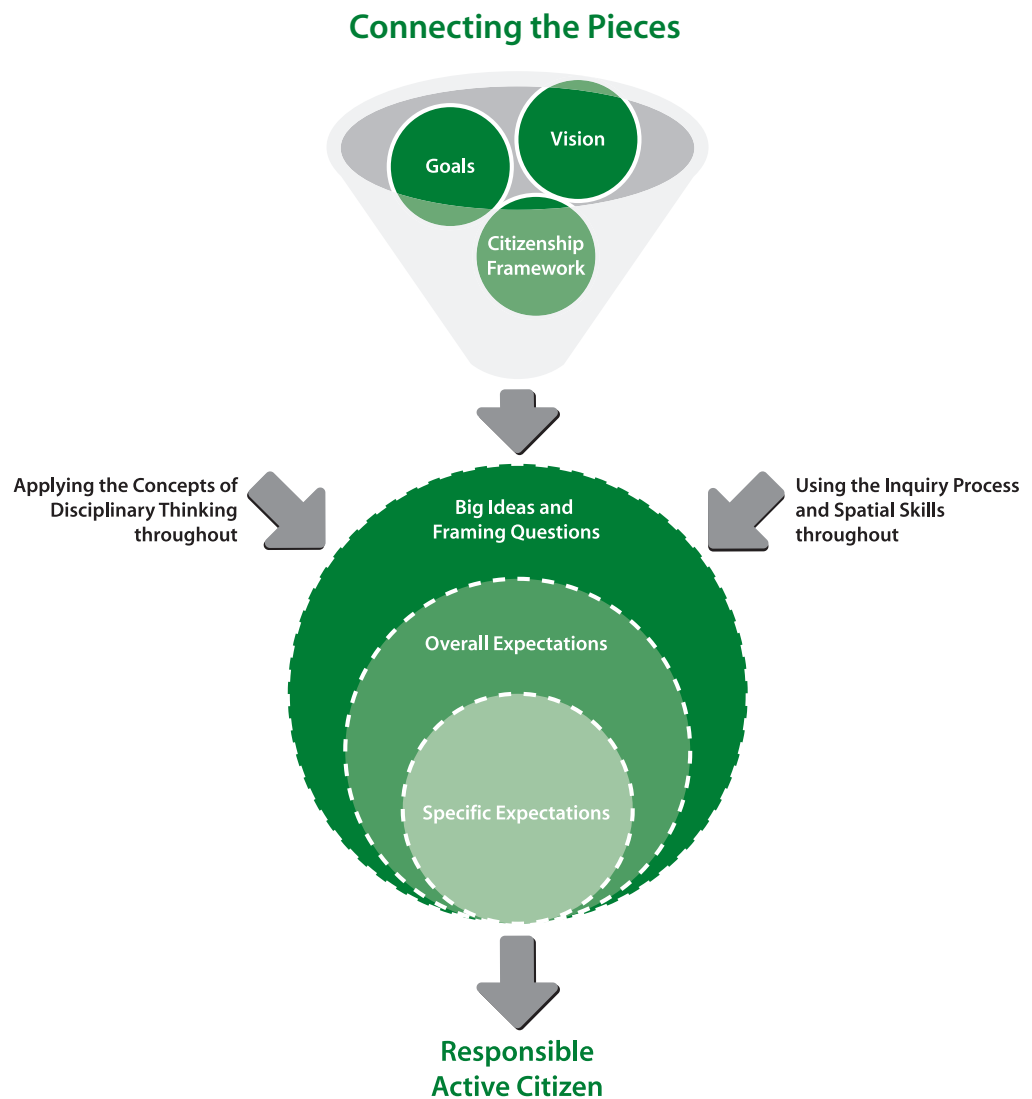 Connecting the Pieces
Vision
Goals
Citizenship
Framework
Applying the Concepts of
Disciplinary Thinking
throughout
Using the Inquiry Process
and Spatial Skills
throughout
Big Ideas and
Framing Questions
Overall Expectations
Specific Expectations
Responsible
Active Citizen